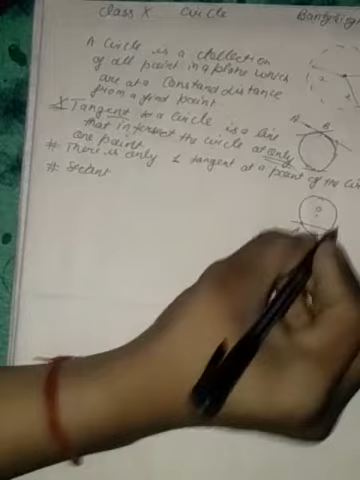 Class X Circle
A circle is a collection
of all point in a plane which
are at a constand distance
from a fixed point
Tangent to a circle is a line
that intersect the circle at only
one point
# There is only 1 tangent at a point of the
# Secant
A B
O